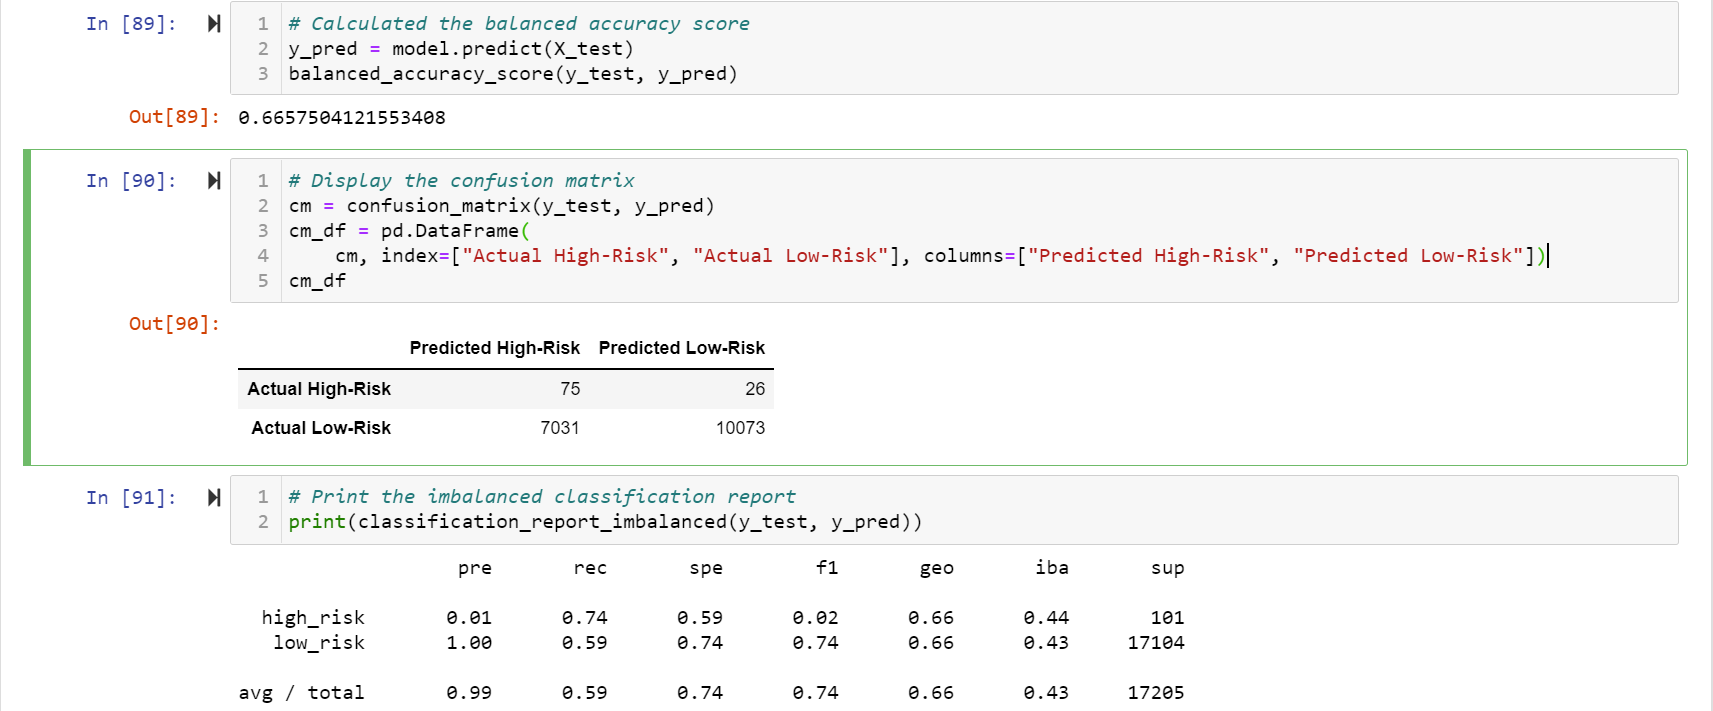 In [89]:
1 # Calculated the balanced accuracy score
2 y_pred = model.predict(X_test)
3 balanced_accuracy_score(y_test, y_pred)
Out[89]: 0.6657504121553408
In [90]:
1 # Display the confusion matrix
2 cm = confusion_matrix(y_test, y_pred)
3 cm_df = pd.DataFrame(
4     cm, index=["Actual High-Risk", "Actual Low-Risk"], columns=["Predicted High-Risk", "Predicted Low-Risk"])
5 cm_df
Out[90]:
Predicted High-Risk Predicted Low-Risk
Actual High-Risk 75 26
Actual Low-Risk 7031 10073
In [91]:
1 # Print the imbalanced classification report
2 print(classification_report_imbalanced(y_test, y_pred))
pre rec spe f1 geo iba sup
high_risk 0.01 0.74 0.59 0.02 0.66 0.44 101
low_risk 1.00 0.59 0.74 0.74 0.66 0.43 17104
avg / total 0.99 0.59 0.74 0.74 0.66 0.43 17205